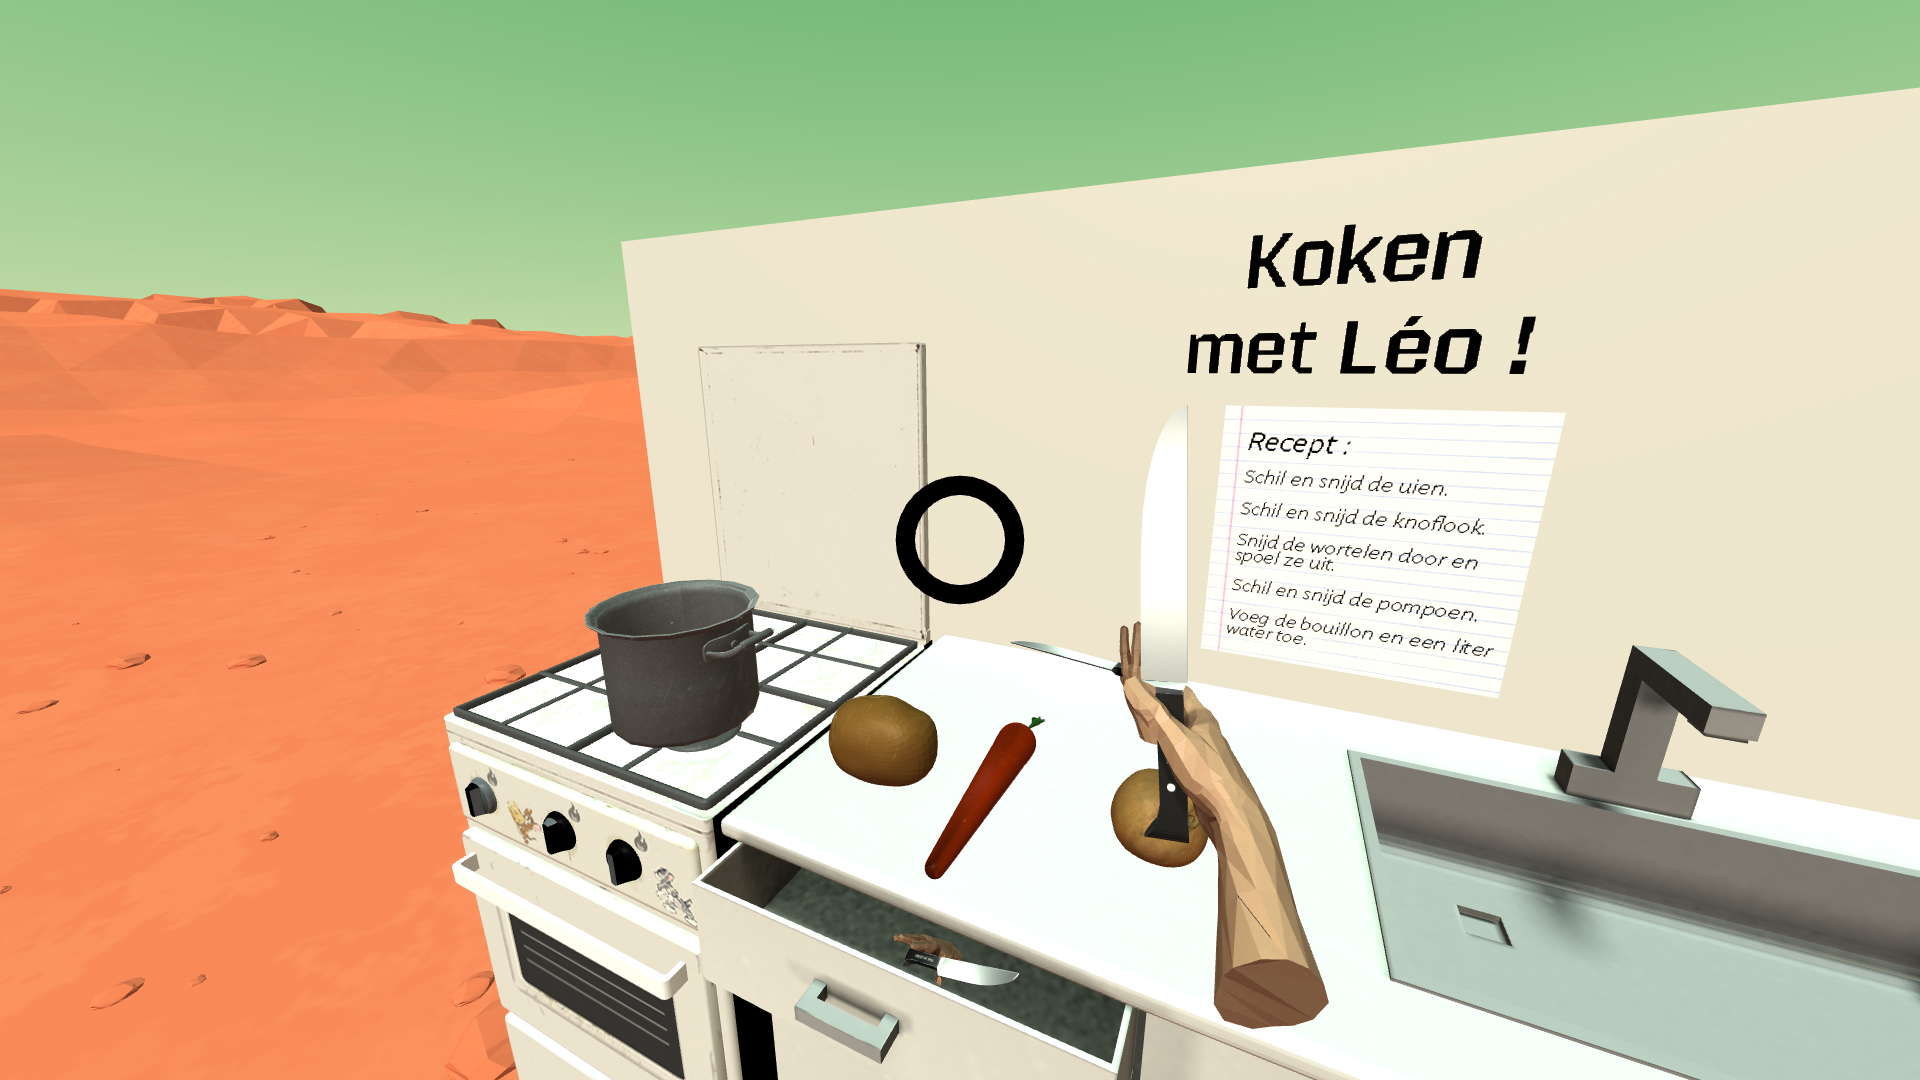 Koken
met Léo !
Recept :
Schil en snijd de uien.
Schil en snijd de knoflook.
Snijd de wortelen door en
spoel ze uit.
Schil en snijd de pompoen.
Voeg de bouillon en een liter
water toe.